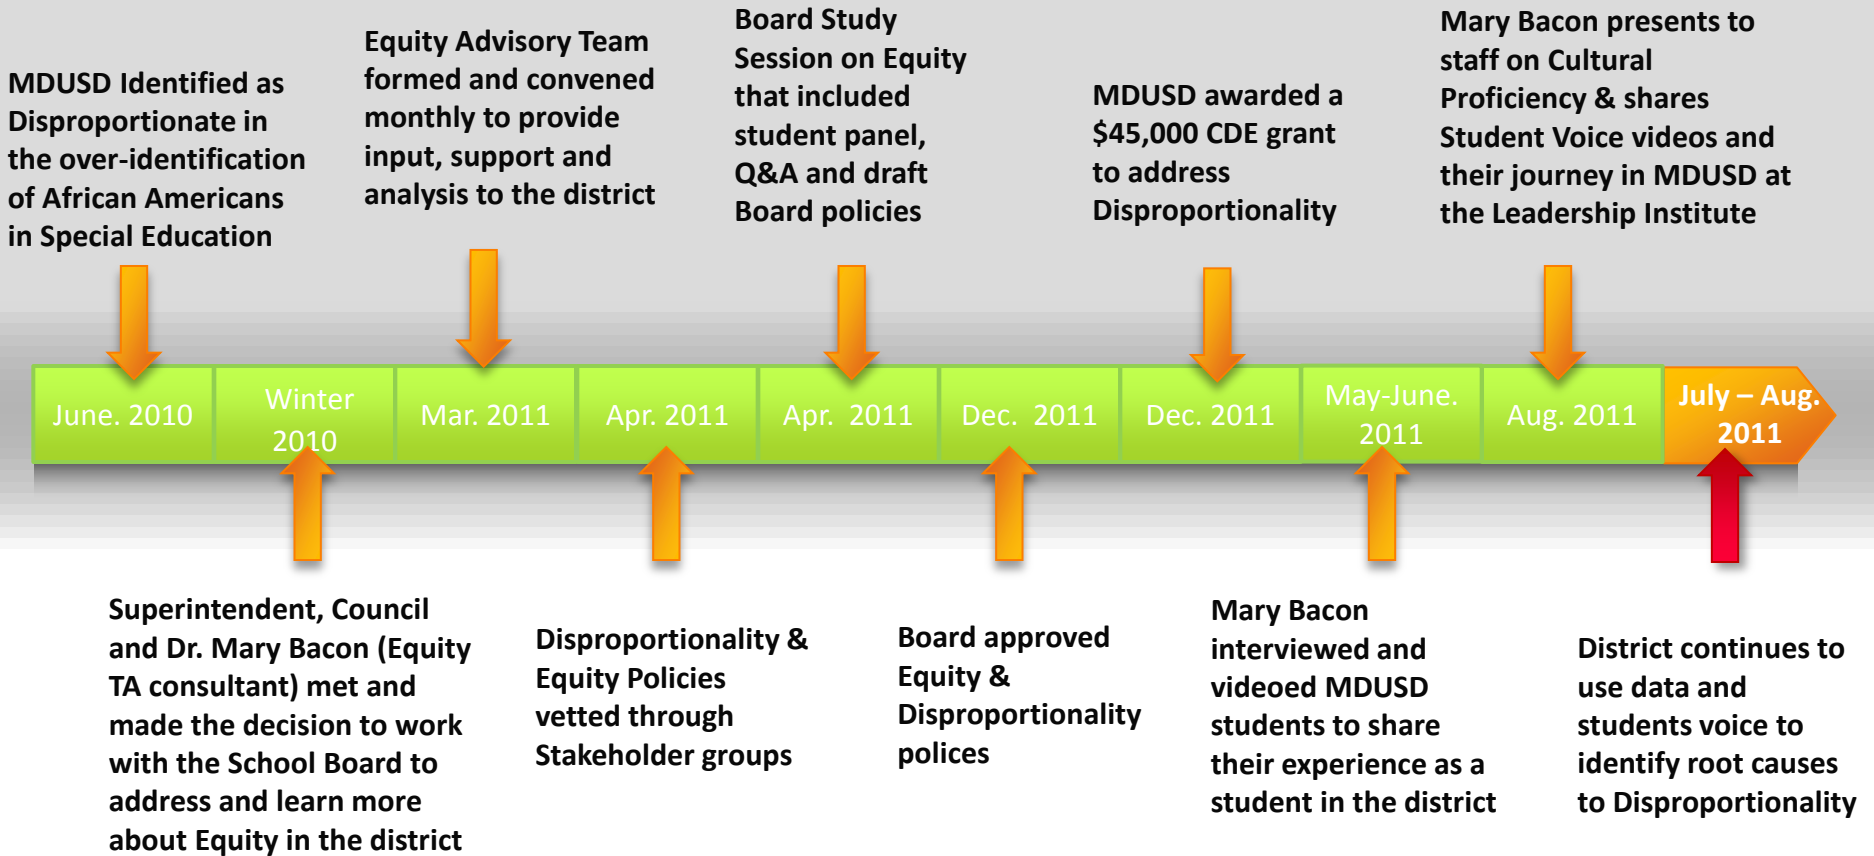 MDUSD Identified as
Disproportionate in
the over-identification
of African Americans
in Special Education
Equity Advisory Team
formed and convened
monthly to provide
input, support and
analysis to the district
Board Study
Session on Equity
that included
student panel,
Q&A and draft
Board policies
MDUSD awarded a
$45,000 CDE grant
to address
Disproportionality
Mary Bacon presents to
staff on Cultural
Proficiency & shares
Student Voice videos and
their journey in MDUSD at
the Leadership Institute
June. 2010
Winter
2010
Mar. 2011
Apr. 2011
Apr. 2011
Dec. 2011
Dec. 2011
May-June.
2011
Aug. 2011
July – Aug.
2011
Superintendent, Council
and Dr. Mary Bacon (Equity
TA consultant) met and
made the decision to work
with the School Board to
address and learn more
about Equity in the district
Disproportionality &
Equity Policies
vetted through
Stakeholder groups
Board approved
Equity &
Disproportionality
polices
Mary Bacon
interviewed and
videoed MDUSD
students to share
their experience as a
student in the district
District continues to
use data and
students voice to
identify root causes
to Disproportionality